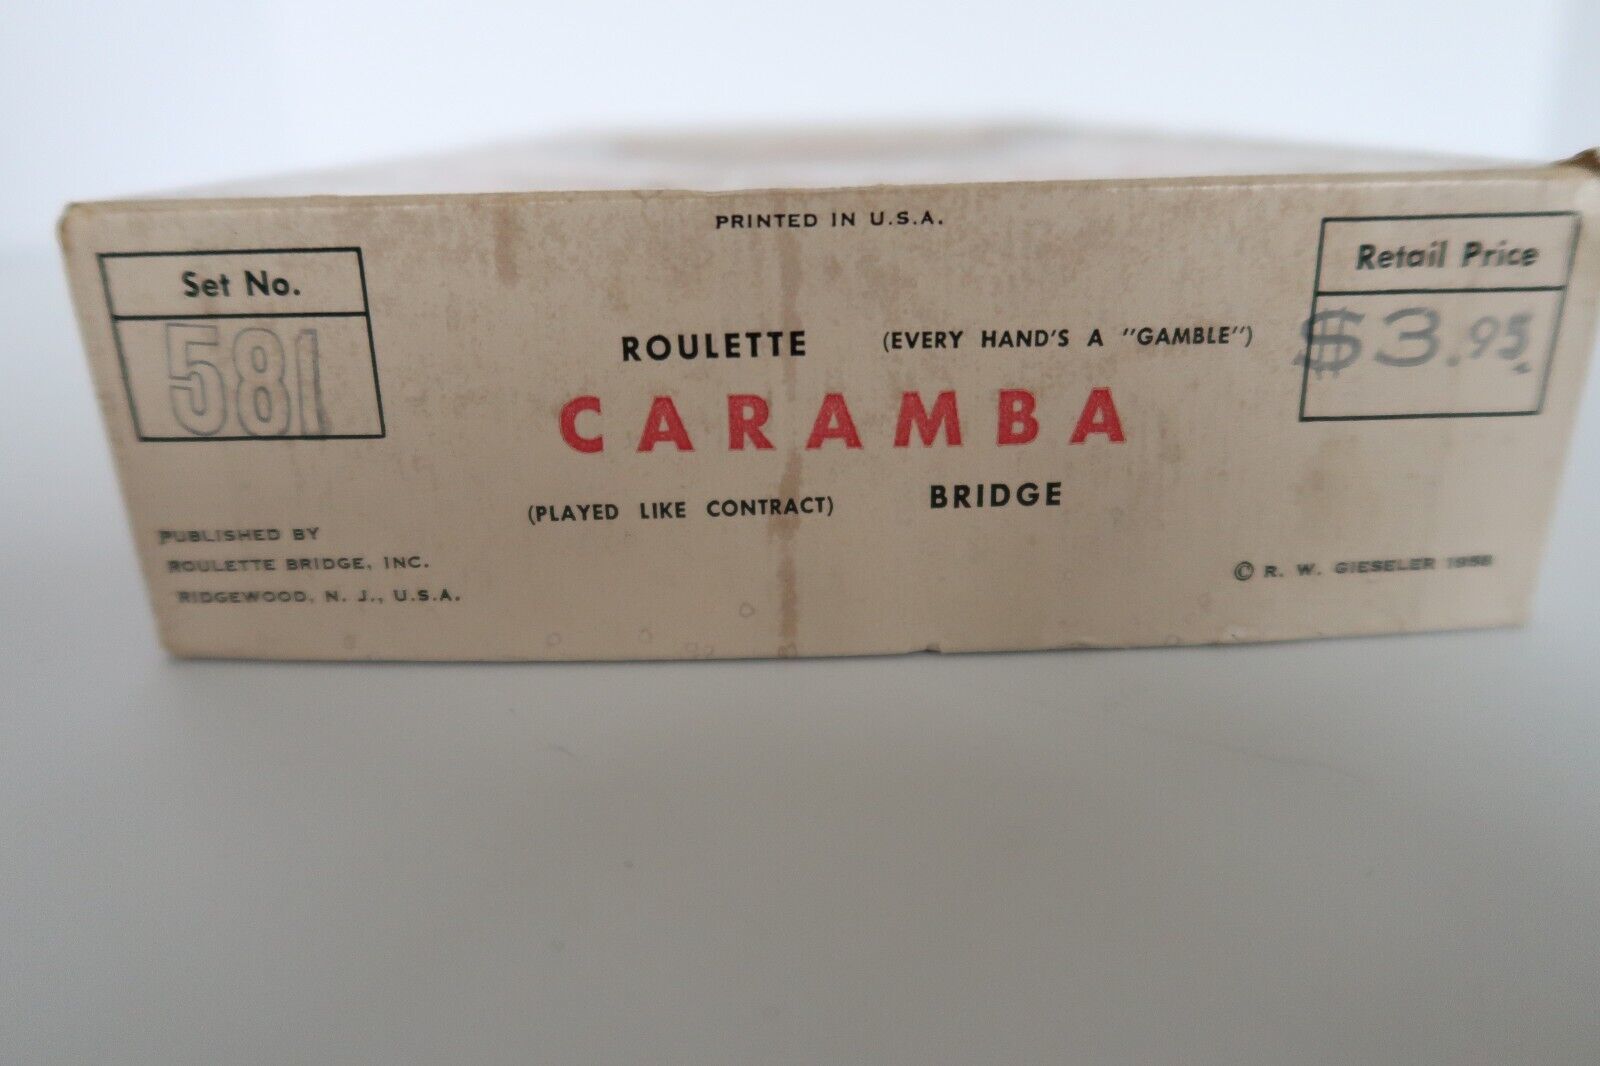 PRINTED IN U.S.A.
Set No.
581
Retail Price
$3.95
ROULETTE (EVERY HAND'S A "GAMBLE")
CARAMBA
(PLAYED LIKE CONTRACT) BRIDGE
PUBLISHED BY
ROULETTE BRIDGE, INC.
RIDGEWOOD, N. J., U.S.A.
© R. W. GIESELER